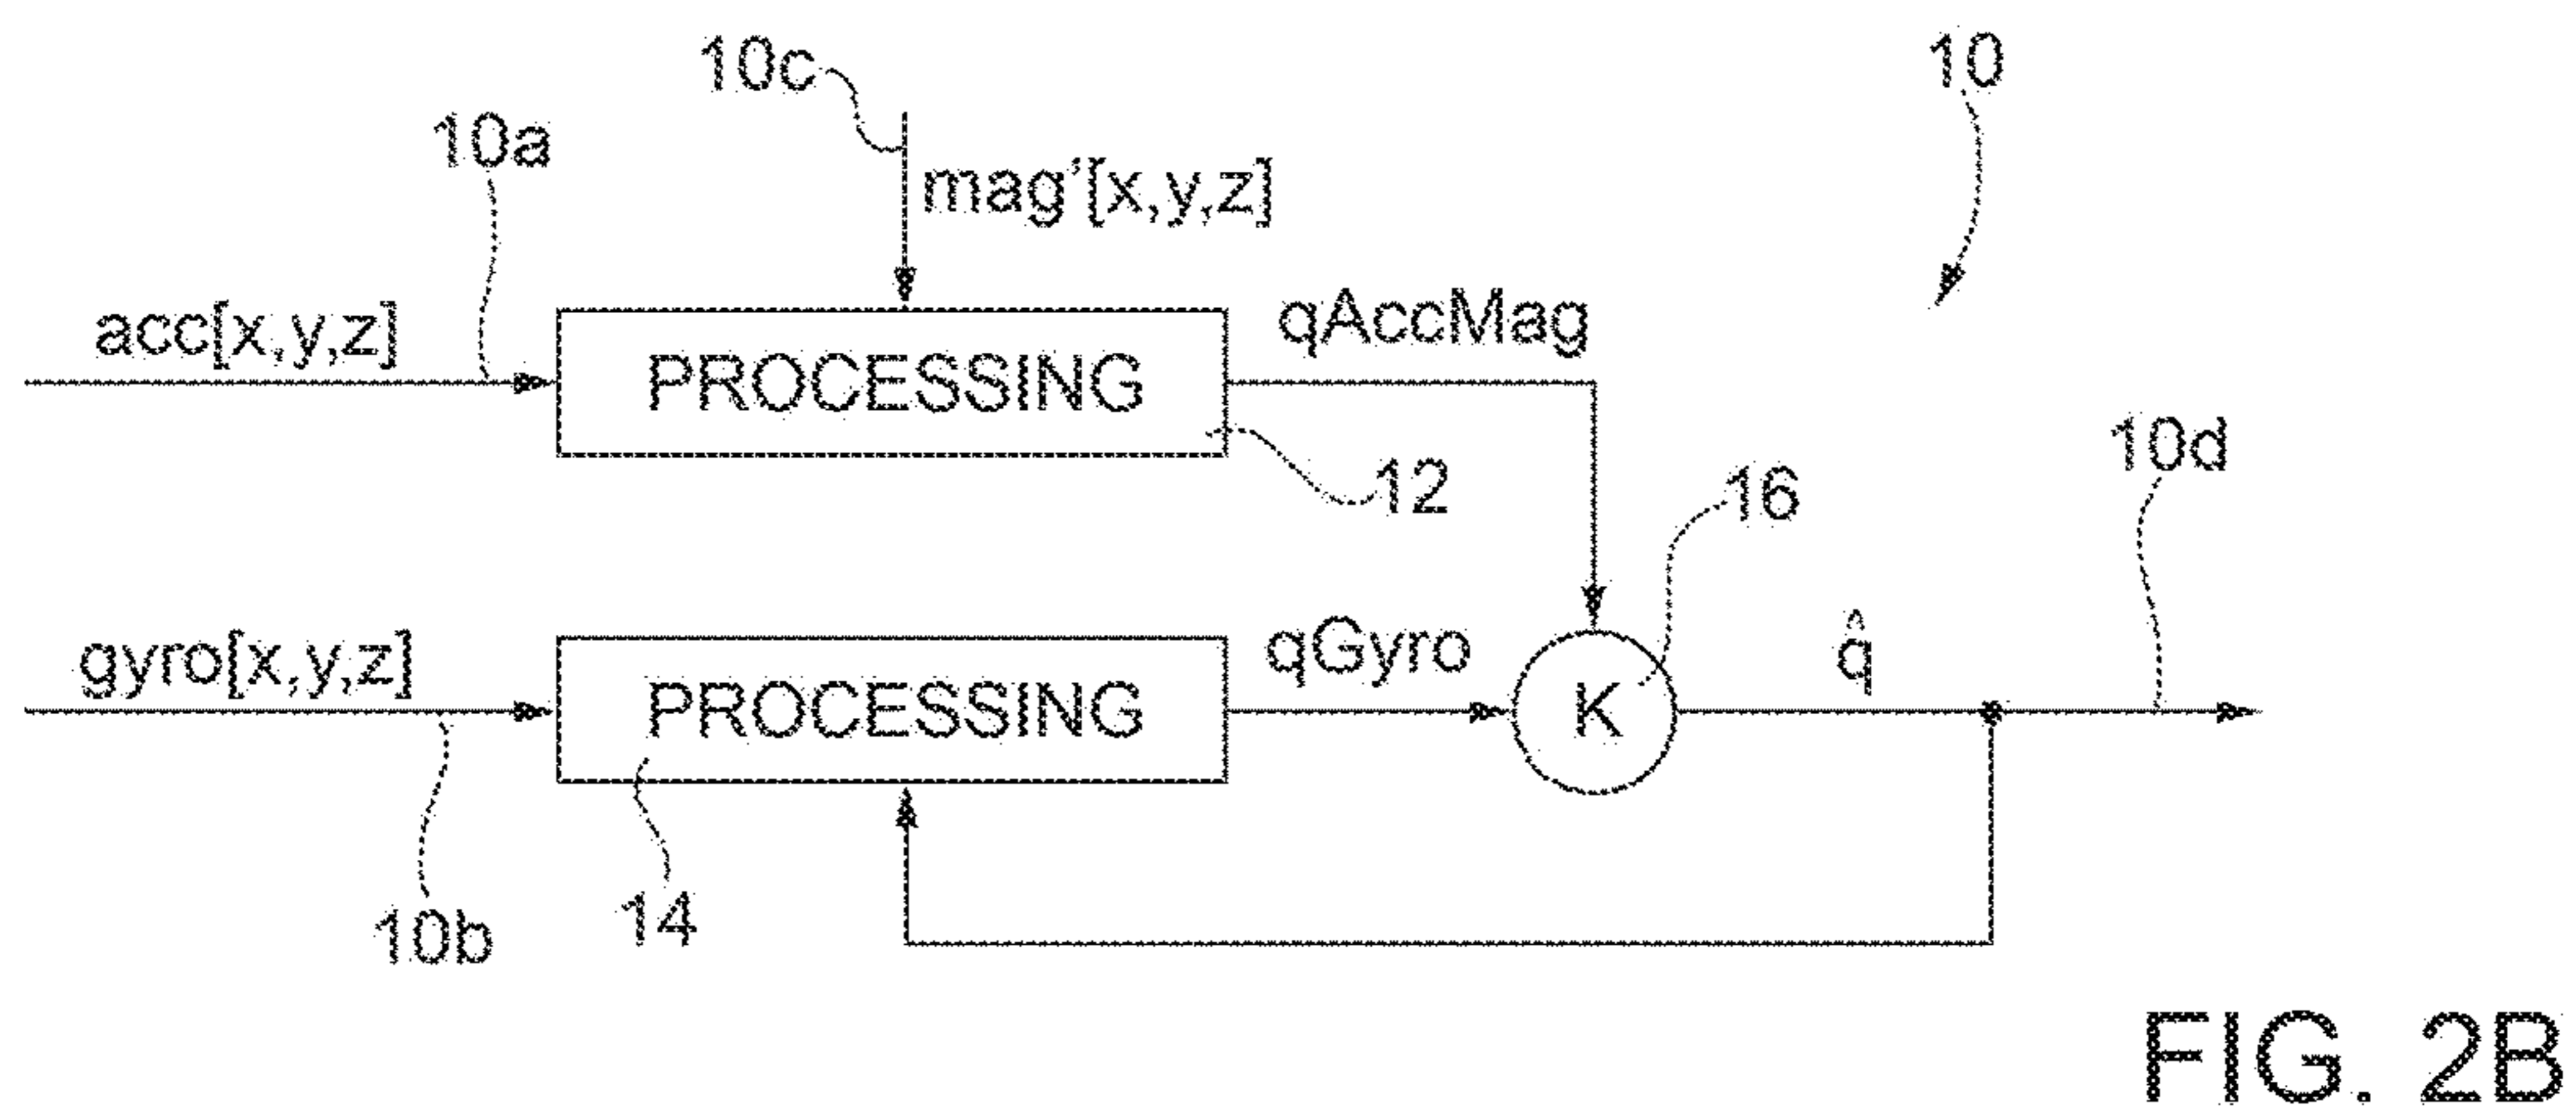 10c
10
10a
mag'[x,y,z]
acc[x,y,z]
qAccMag
PROCESSING
12
16
10d
gyro[x,y,z]
PROCESSING
qGyro
K
q̂
10b
14
FIG. 2B